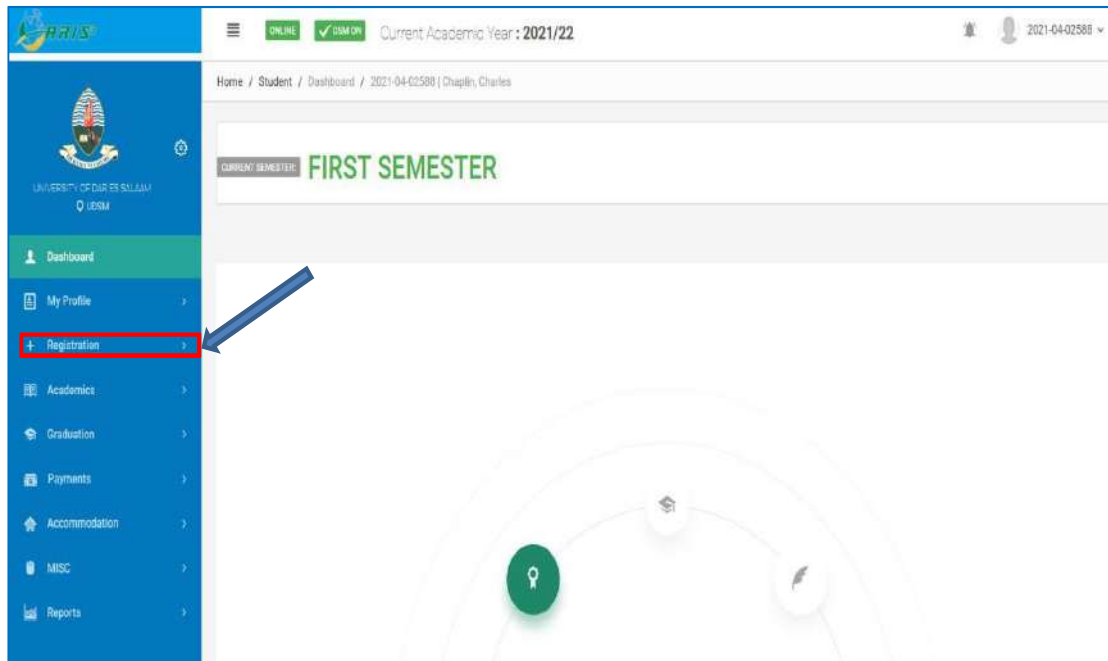 ONLINE ✓ OSM ON Current Academic Year : 2021/22 2021-04-02588
Home / Student / Dashboard / 2021-04-02588 | Chaplin, Charles
CURRENT SEMESTER: FIRST SEMESTER
UNIVERSITY OF DAR ES SALAAM
UDSM
Dashboard
My Profile
+ Registration
Academics
Graduation
Payments
Accommodation
MISC
Reports